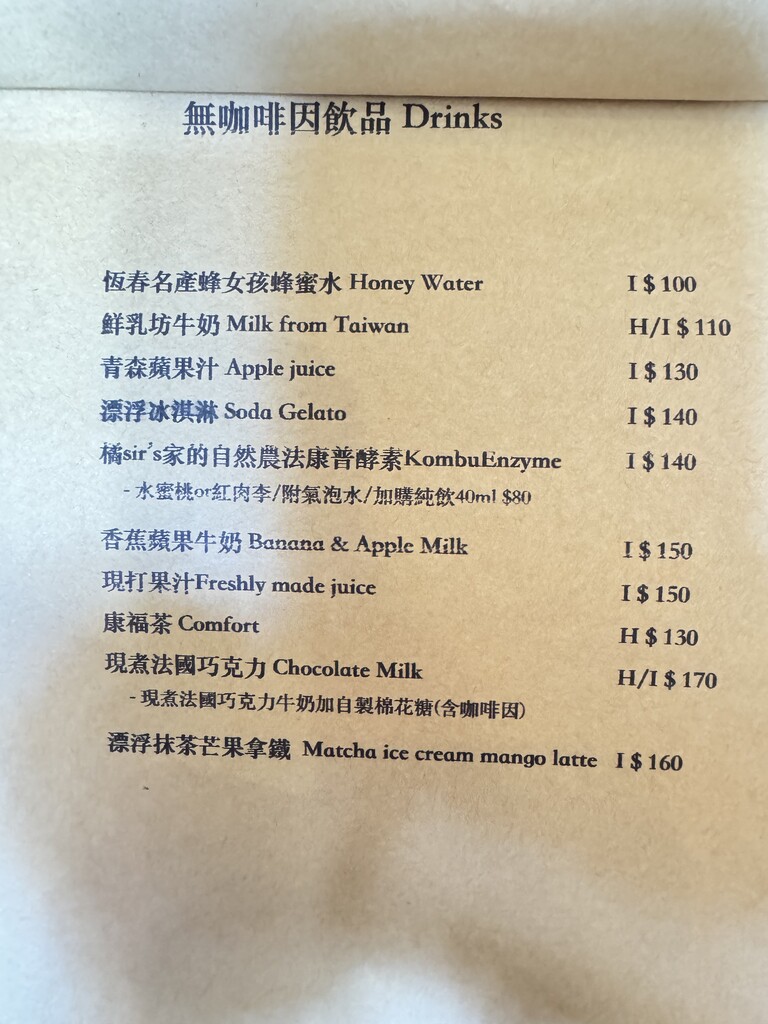 無咖啡因飲品 Drinks
恆春名產蜂女孩蜂蜜水 Honey Water I $ 100
鮮乳坊牛奶 Milk from Taiwan H/I $ 110
青森蘋果汁 Apple juice I $ 130
漂浮冰淇淋 Soda Gelato I $ 140
橘sir's家的自然農法康普酵素KombuEnzyme I $ 140
- 水蜜桃or紅肉李/附氣泡水/加購純飲40ml $80
香蕉蘋果牛奶 Banana & Apple Milk I $ 150
現打果汁Freshly made juice I $ 150
康福茶 Comfort H $ 130
現煮法國巧克力 Chocolate Milk H/I $ 170
- 現煮法國巧克力牛奶加自製棉花糖(含咖啡因)
漂浮抹茶芒果拿鐵 Matcha ice cream mango latte I $ 160